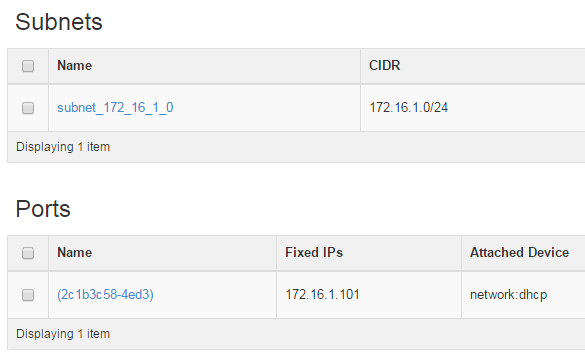 Subnets
Name CIDR
subnet_172_16_1_0 172.16.1.0/24
Displaying 1 item
Ports
Name Fixed IPs Attached Device
(2c1b3c58-4ed3) 172.16.1.101 network:dhcp
Displaying 1 item